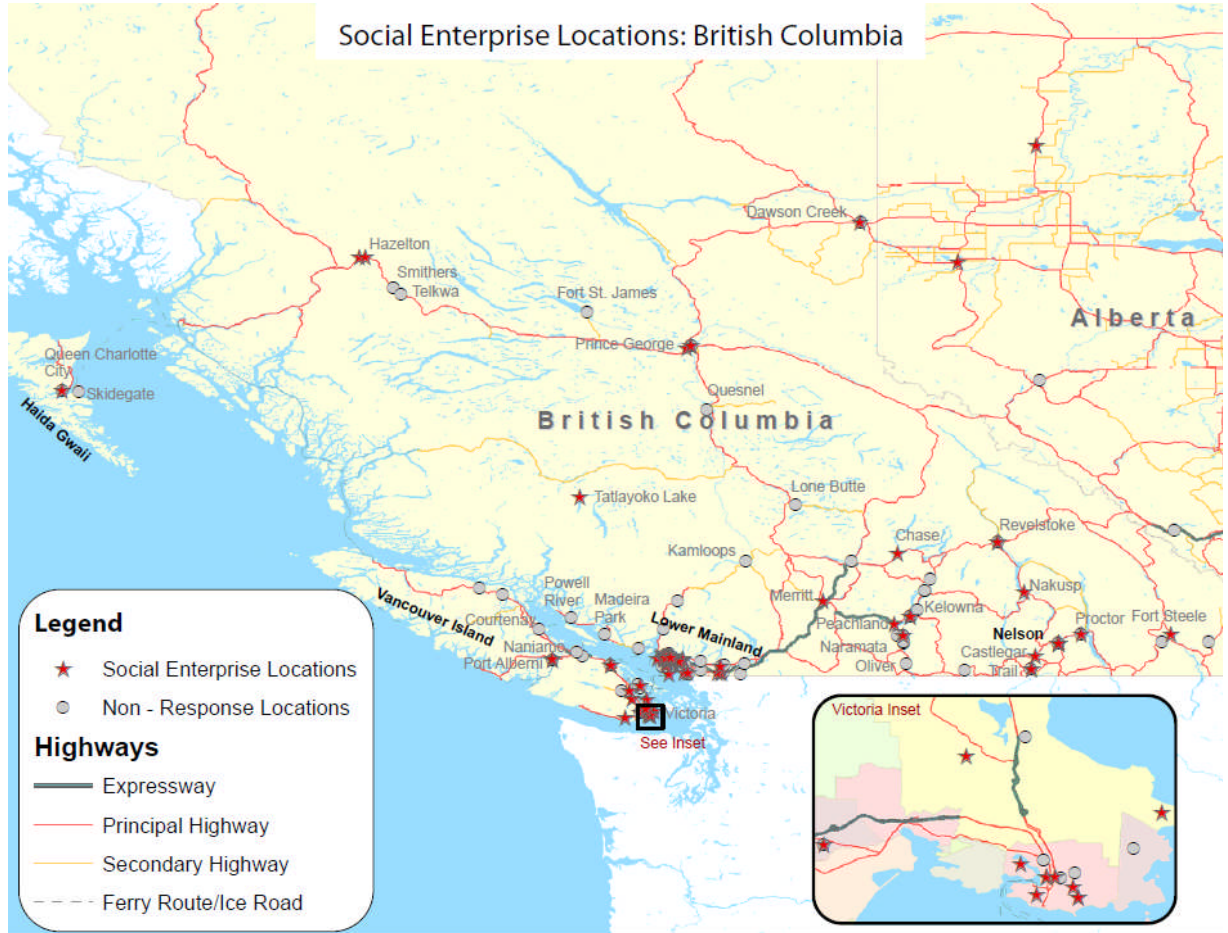 Social Enterprise Locations: British Columbia
Dawson Creek
Hazelton
Smithers
Telkwa
Fort St. James
Alberta
Prince George
Queen Charlotte
City
Skidegate
Haida Gwaii
Quesnel
British Columbia
Tatlayoko Lake
Lone Butte
Revelstoke
Chase
Kamloops
Nakusp
Merritt
Powell
River
Madeira
Park
Vancouver Island
Courtenay
Lower Mainland
Kelowna
Peachland
Proctor
Fort Steele
Nelson
Naniamo
Port Alberni
Naramata
Castlegar
Oliver
Trail
Victoria
See Inset
Legend
Social Enterprise Locations
Non - Response Locations
Highways
Expressway
Principal Highway
Secondary Highway
Ferry Route/Ice Road
Victoria Inset